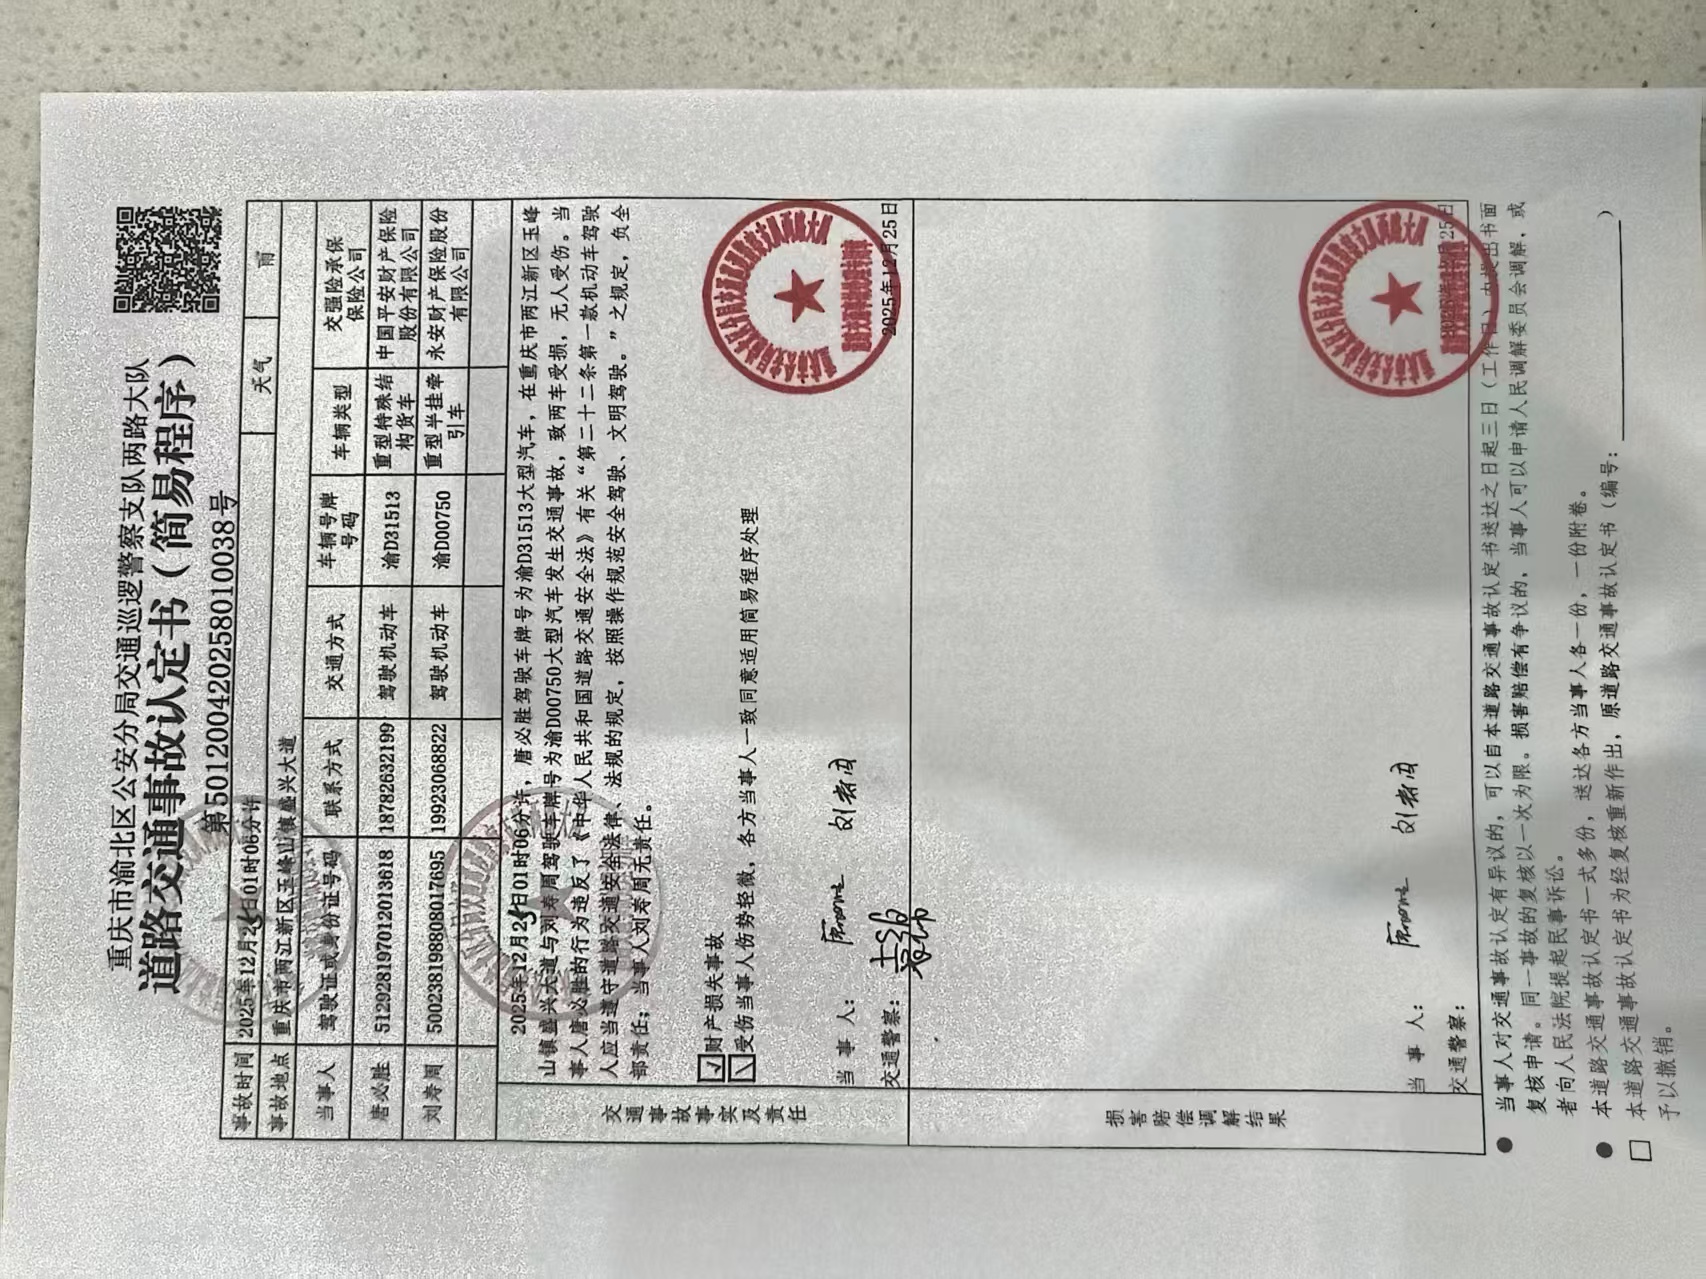 重庆市渝北区公安分局交通巡逻警察支队两路大队
道路交通事故认定书（简易程序）
第5012004202580100​38号
事故时间 2025年12月25日01时06分许 天气 雨
事故地点 重庆市两江新区玉峰山镇盛兴大道
当事人 驾驶证或身份证号码 联系方式 交通方式 车辆号牌号码 车辆类型 交强险承保保险公司
唐必胜 512928197012013618 18782632199 驾驶机动车 渝D31513 重型特殊结构货车 中国平安财产保险股份有限公司
刘寿周 500238198808017695 19923068822 驾驶机动车 渝D00750 重型半挂牵引车 永安财产保险股份有限公司
交通事故事实及责任
2025年12月25日01时06分许，唐必胜驾驶车牌号为渝D31513大型汽车，在重庆市两江新区玉峰
山镇盛兴大道与刘寿周驾驶车牌号为渝D00750大型汽车发生交通事故，致两车受损，无人受伤。当
事人唐必胜的行为违反了《中华人民共和国道路交通安全法》有关“第二十二条第一款机动车驾驶
人应当遵守道路交通安全法律、法规的规定，按照操作规范安全驾驶、文明驾驶。”之规定，负全
部责任；当事人刘寿周无责任。
财产损失事故
受伤当事人伤势轻微，各方当事人一致同意适用简易程序处理
当 事 人： 刘寿周
交通警察：
2025年12月25日
损害赔偿调解结果
当 事 人： 刘寿周
交通警察：
25日
● 当事人对交通事故认定有异议的，可以自本道路交通事故认定书送达之日起三日（工作日）内提出书面
复核申请。同一事故的复核以一次为限。损害赔偿有争议的，当事人可以申请人民调解委员会调解，或
者向人民法院提起民事诉讼。
● 本道路交通事故认定书一式多份，送达各方当事人各一份，一份附卷。
□ 本道路交通事故认定书为经复核重新作出，原道路交通事故认定书（编号： ）
予以撤销。